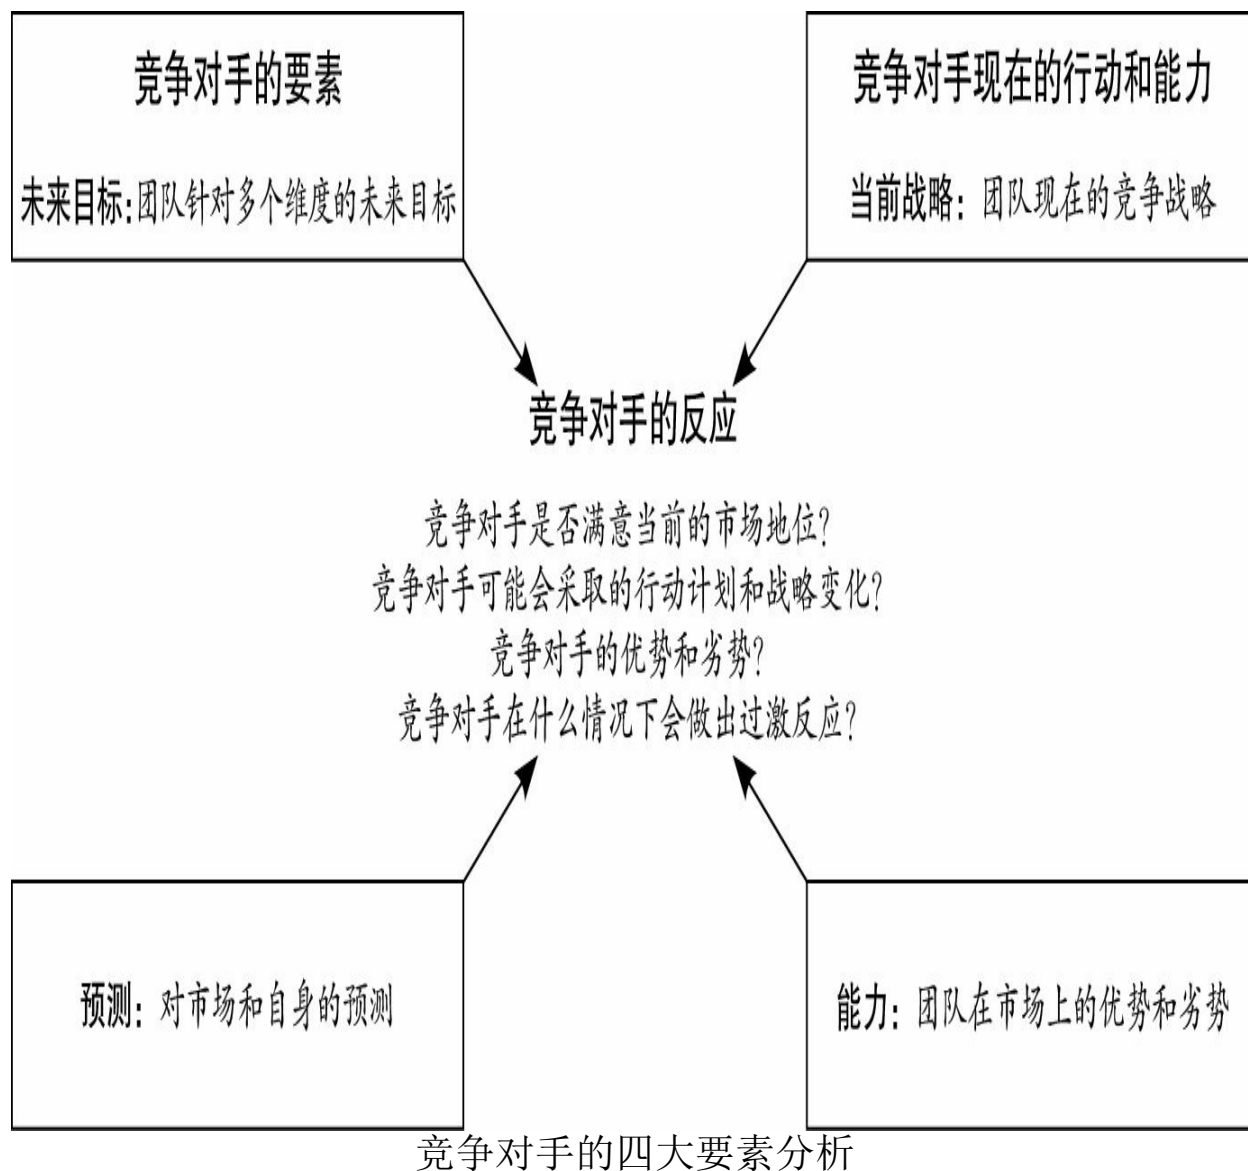 竞争对手的要素
未来目标:团队针对多个维度的未来目标
竞争对手现在的行动和能力
当前战略：团队现在的竞争战略
竞争对手的反应
竞争对手是否满意当前的市场地位？
竞争对手可能会采取的行动计划和战略变化？
竞争对手的优势和劣势？
竞争对手在什么情况下会做出过激反应？
预测：对市场和自身的预测
能力：团队在市场上的优势和劣势
竞争对手的四大要素分析